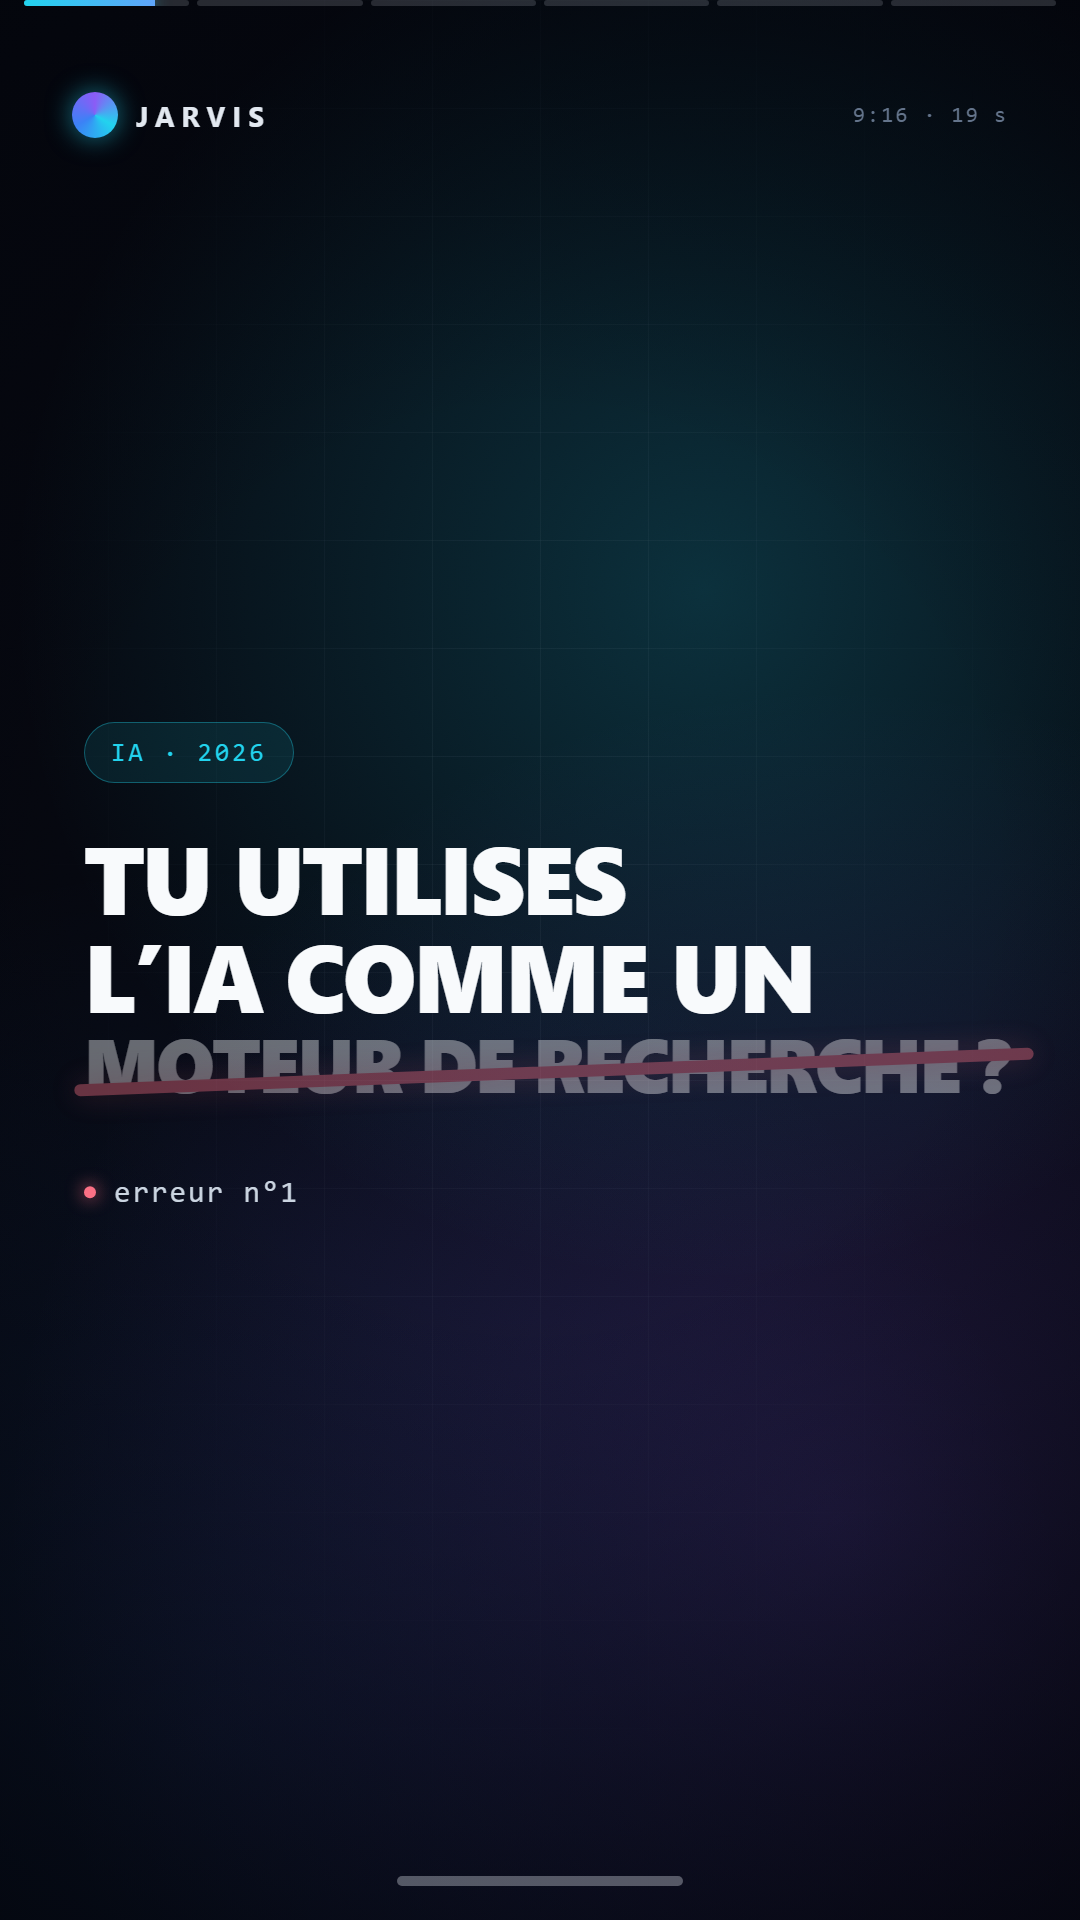 JARVIS
9:16 · 19 s
IA · 2026
TU UTILISES
L’IA COMME UN
MOTEUR DE RECHERCHE ?
erreur n°1